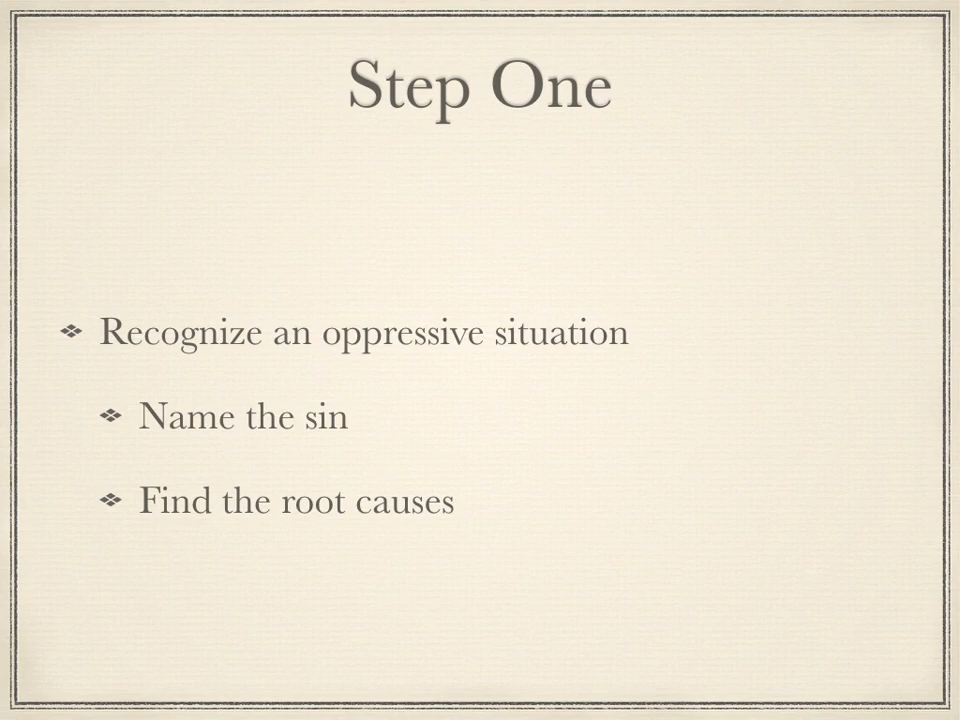 Step One
Recognize an oppressive situation
Name the sin
Find the root causes